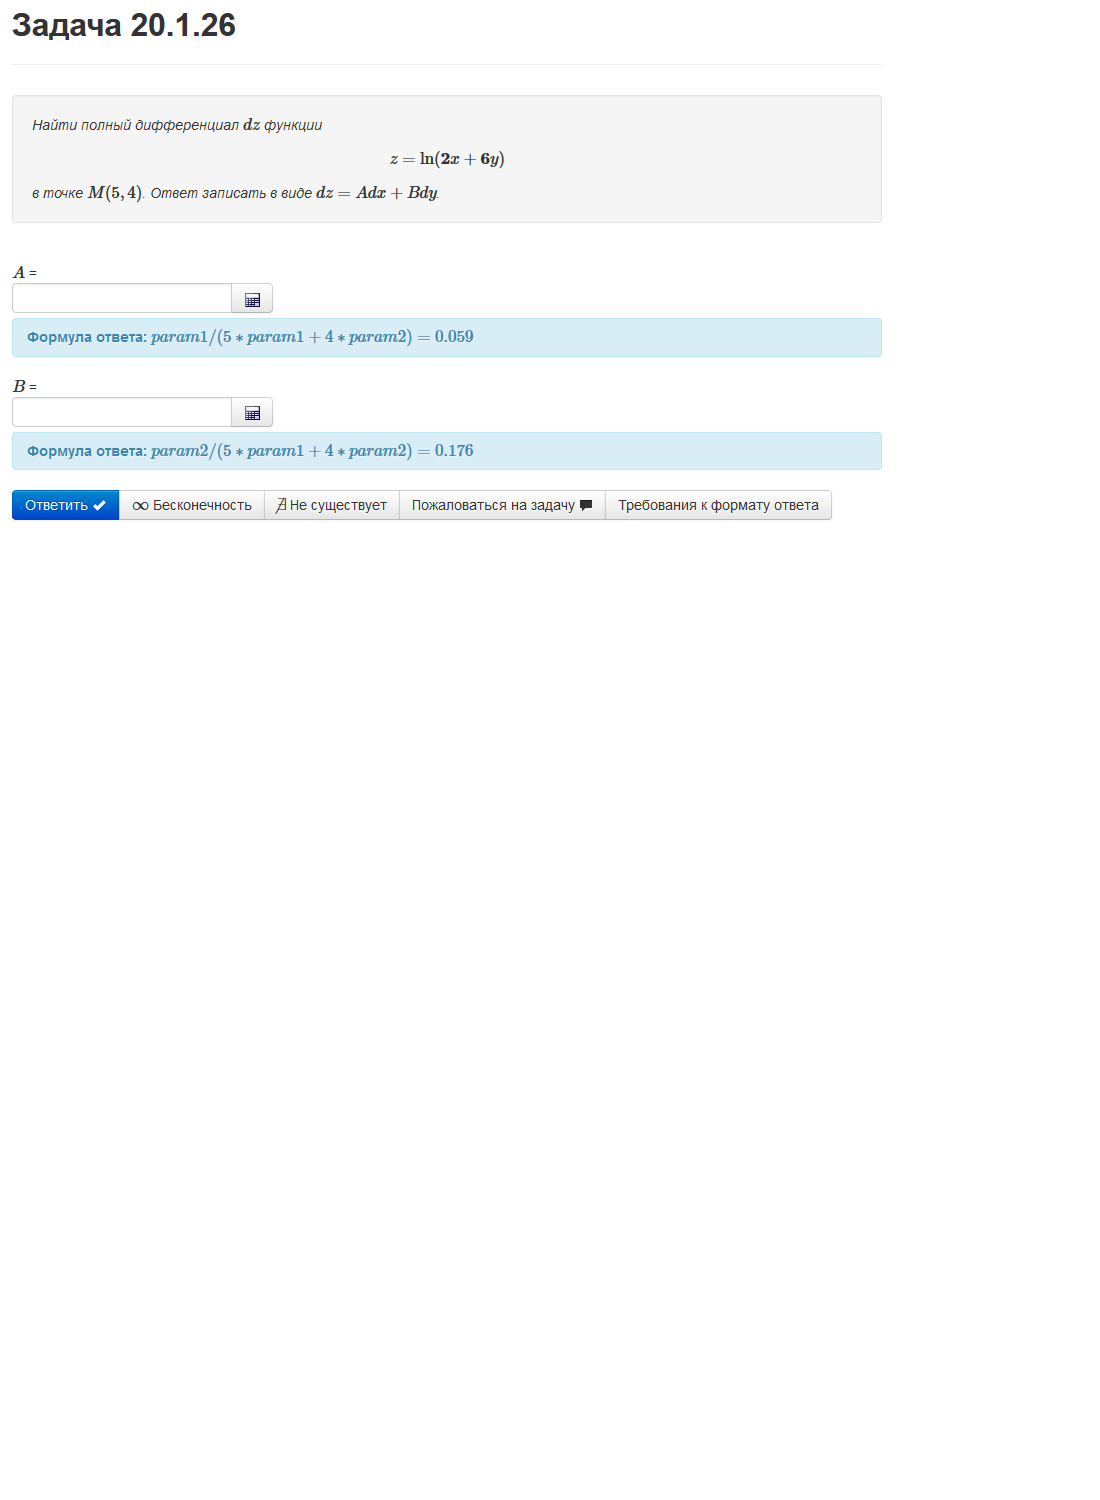 Задача 20.1.26
Найти полный дифференциал dz функции
z = ln(2x + 6y)
в точке M(5, 4). Ответ записать в виде dz = Adx + Bdy.
A =
Формула ответа: param1/(5 ∗ param1 + 4 ∗ param2) = 0.059
B =
Формула ответа: param2/(5 ∗ param1 + 4 ∗ param2) = 0.176
Ответить ∞ Бесконечность ∄ Не существует Пожаловаться на задачу Требования к формату ответа